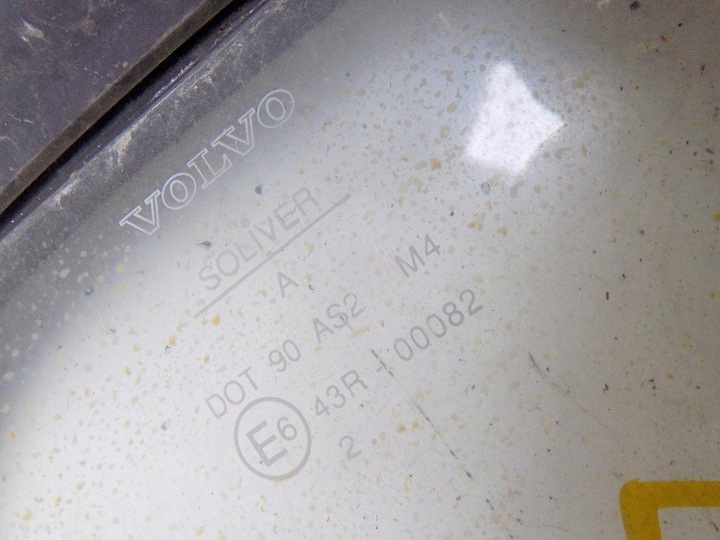 VOLVO
SOLIVER
A
DOT 90 AS2 M4
E6 43R - 00082
2